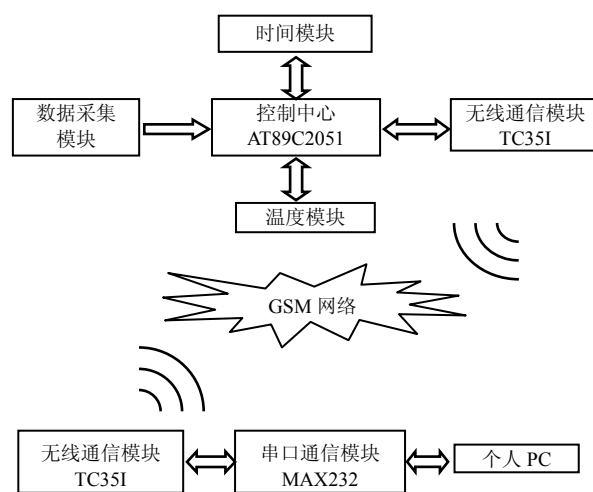 时间模块
数据采集
模块
控制中心
AT89C2051
无线通信模块
TC35I
温度模块
GSM 网络
无线通信模块
TC35I
串口通信模块
MAX232
个人 PC